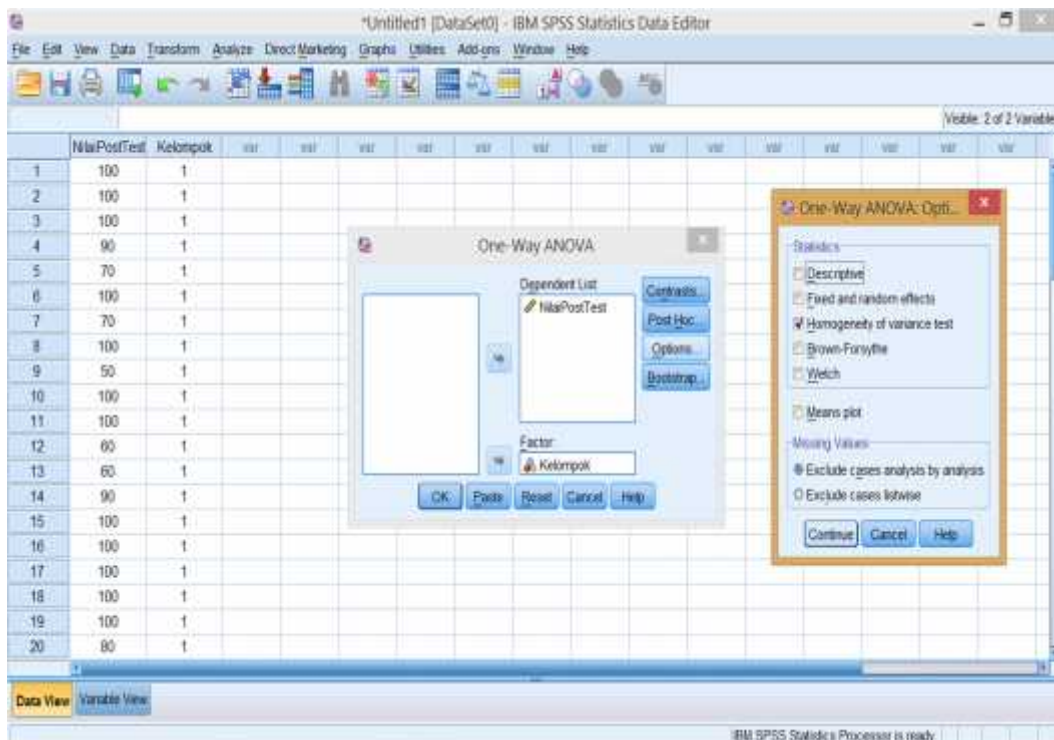 *Untitled1 [DataSet0] - IBM SPSS Statistics Data Editor
File Edit View Data Transform Analyze Direct Marketing Graphs Utilities Add-ons Window Help
Visible: 2 of 2 Variable
NilaiPostTest Kelompok var var var var var var var var var var var var var
1 100 1
2 100 1
3 100 1
4 90 1
5 70 1
6 100 1
7 70 1
8 100 1
9 50 1
10 100 1
11 100 1
12 60 1
13 60 1
14 90 1
15 100 1
16 100 1
17 100 1
18 100 1
19 100 1
20 80 1
One-Way ANOVA
Dependent List:
NilaiPostTest
Factor:
Kelompok
Contrasts...
Post Hoc...
Options...
Bootstrap...
OK Paste Reset Cancel Help
One-Way ANOVA: Opti...
Statistics
Descriptive
Fixed and random effects
Homogeneity of variance test
Brown-Forsythe
Welch
Means plot
Missing Values
Exclude cases analysis by analysis
Exclude cases listwise
Continue Cancel Help
Data View Variable View
IBM SPSS Statistics Processor is ready